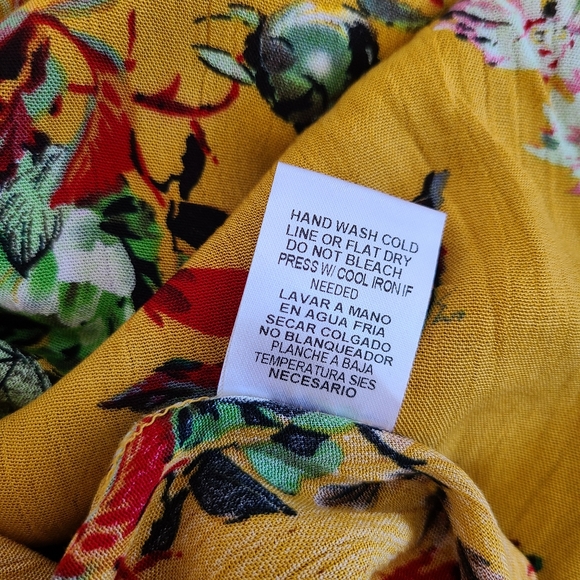 HAND WASH COLD
LINE OR FLAT DRY
DO NOT BLEACH
PRESS W/ COOL IRON IF
NEEDED
LAVAR A MANO
EN AGUA FRIA
SECAR COLGADO
NO BLANQUEADOR
PLANCHE A BAJA
TEMPERATURA SIES
NECESARIO